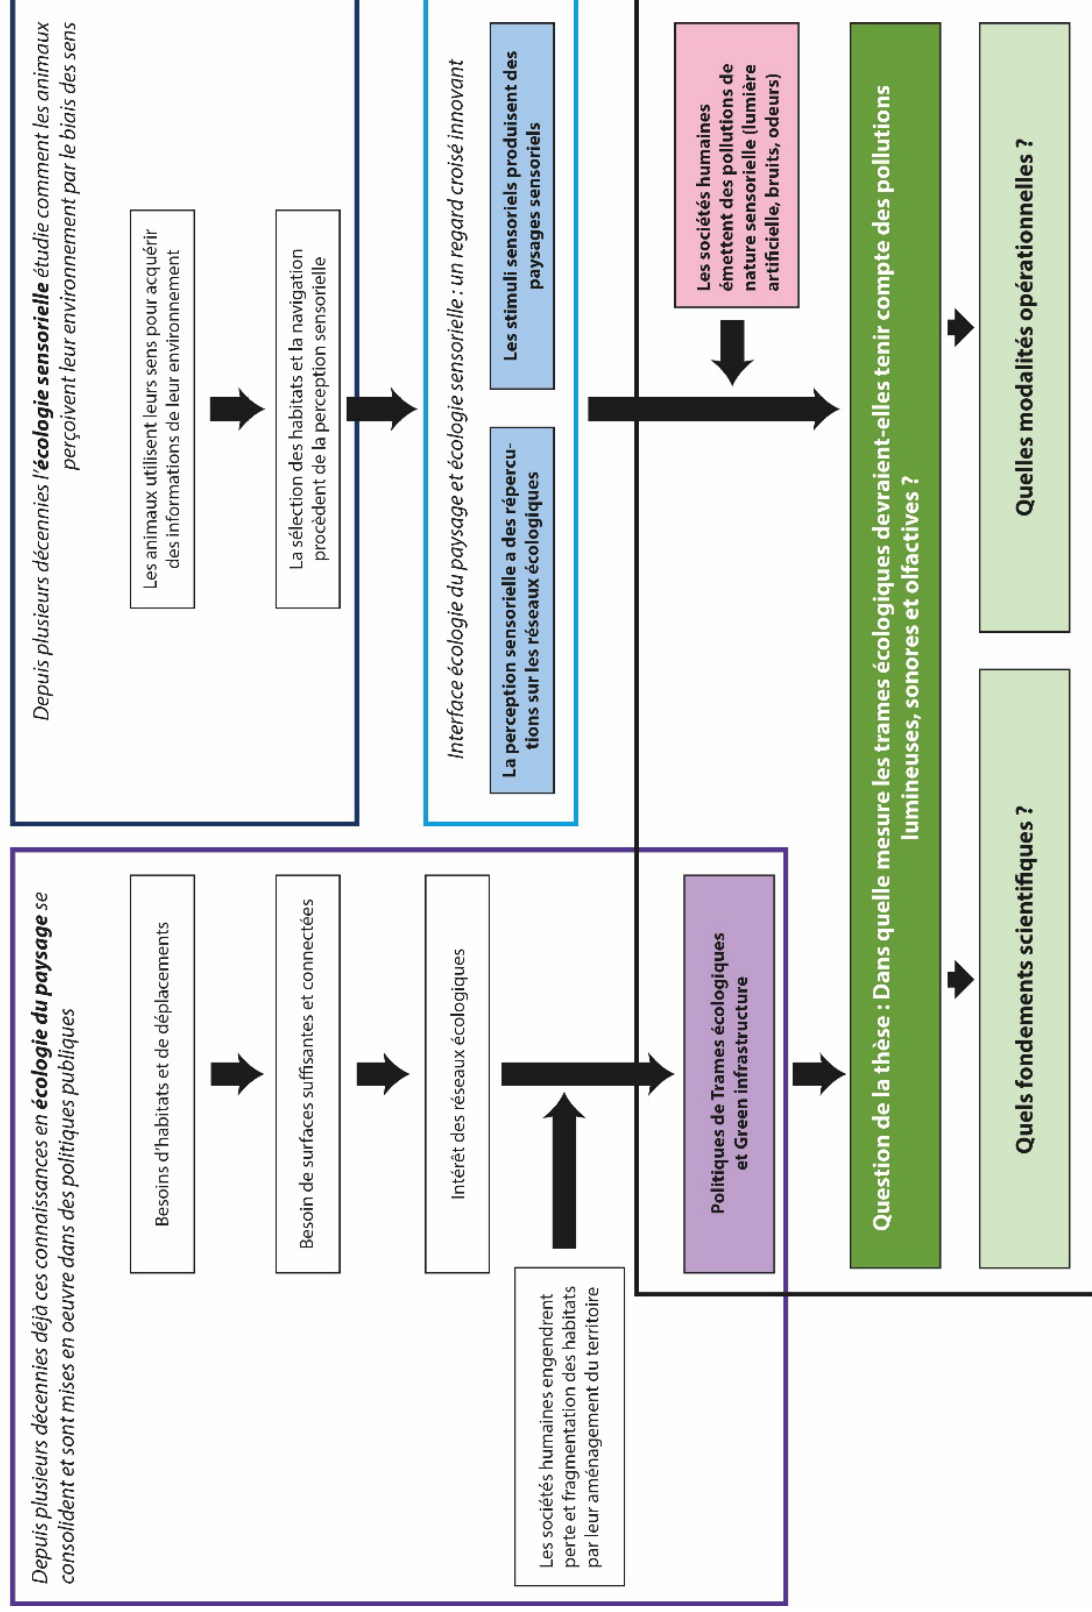 Depuis plusieurs décennies déjà ces connaissances en écologie du paysage se
consolident et sont mises en oeuvre dans des politiques publiques
Besoins d'habitats et de déplacements
Besoin de surfaces suffisantes et connectées
Intérêt des réseaux écologiques
Les sociétés humaines engendrent
perte et fragmentation des habitats
par leur aménagement du territoire
Politiques de Trames écologiques
et Green infrastructure
Depuis plusieurs décennies l'écologie sensorielle étudie comment les animaux
perçoivent leur environnement par le biais des sens
Les animaux utilisent leurs sens pour acquérir
des informations de leur environnement
La sélection des habitats et la navigation
procèdent de la perception sensorielle
Interface écologie du paysage et écologie sensorielle : un regard croisé innovant
La perception sensorielle a des répercu-
tions sur les réseaux écologiques
Les stimuli sensoriels produisent des
paysages sensoriels
Les sociétés humaines
émettent des pollutions de
nature sensorielle (lumière
artificielle, bruits, odeurs)
Question de la thèse : Dans quelle mesure les trames écologiques devraient-elles tenir compte des pollutions
lumineuses, sonores et olfactives ?
Quels fondements scientifiques ?
Quelles modalités opérationnelles ?